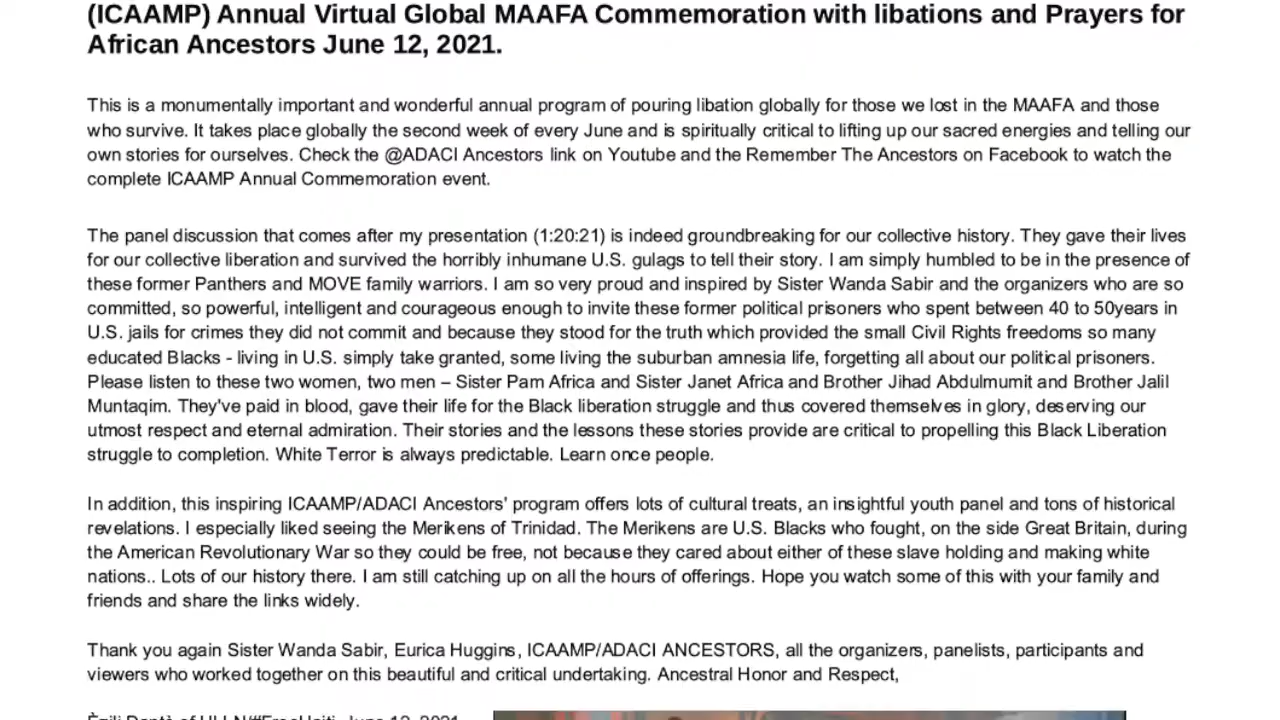 (ICAAMP) Annual Virtual Global MAAFA Commemoration with libations and Prayers for
African Ancestors June 12, 2021.
This is a monumentally important and wonderful annual program of pouring libation globally for those we lost in the MAAFA and those
who survive. It takes place globally the second week of every June and is spiritually critical to lifting up our sacred energies and telling our
own stories for ourselves. Check the @ADACI Ancestors link on Youtube and the Remember The Ancestors on Facebook to watch the
complete ICAAMP Annual Commemoration event.
The panel discussion that comes after my presentation (1:20:21) is indeed groundbreaking for our collective history. They gave their lives
for our collective liberation and survived the horribly inhumane U.S. gulags to tell their story. I am simply humbled to be in the presence of
these former Panthers and MOVE family warriors. I am so very proud and inspired by Sister Wanda Sabir and the organizers who are so
committed, so powerful, intelligent and courageous enough to invite these former political prisoners who spent between 40 to 50years in
U.S. jails for crimes they did not commit and because they stood for the truth which provided the small Civil Rights freedoms so many
educated Blacks - living in U.S. simply take granted, some living the suburban amnesia life, forgetting all about our political prisoners.
Please listen to these two women, two men – Sister Pam Africa and Sister Janet Africa and Brother Jihad Abdulmumit and Brother Jalil
Muntaqim. They've paid in blood, gave their life for the Black liberation struggle and thus covered themselves in glory, deserving our
utmost respect and eternal admiration. Their stories and the lessons these stories provide are critical to propelling this Black Liberation
struggle to completion. White Terror is always predictable. Learn once people.
In addition, this inspiring ICAAMP/ADACI Ancestors' program offers lots of cultural treats, an insightful youth panel and tons of historical
revelations. I especially liked seeing the Merikens of Trinidad. The Merikens are U.S. Blacks who fought, on the side Great Britain, during
the American Revolutionary War so they could be free, not because they cared about either of these slave holding and making white
nations.. Lots of our history there. I am still catching up on all the hours of offerings. Hope you watch some of this with your family and
friends and share the links widely.
Thank you again Sister Wanda Sabir, Eurica Huggins, ICAAMP/ADACI ANCESTORS, all the organizers, panelists, participants and
viewers who worked together on this beautiful and critical undertaking. Ancestral Honor and Respect,
June 12, 2021